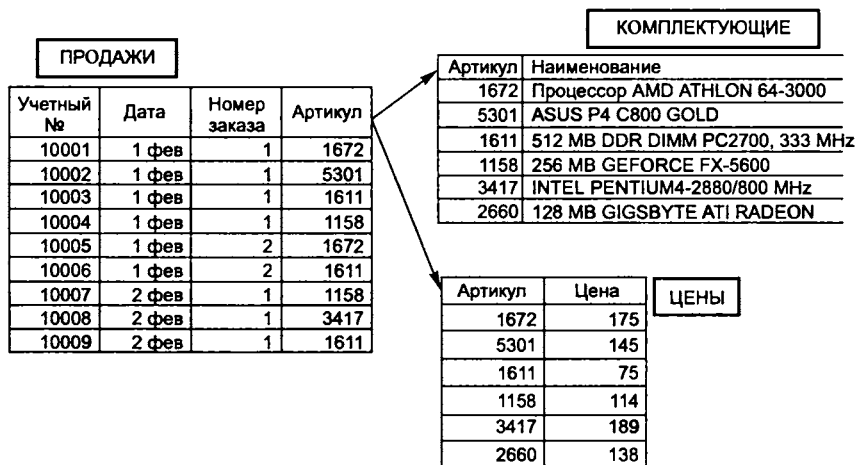 ПРОДАЖИ
Учетный № Дата Номер заказа Артикул
10001 1 фев 1 1672
10002 1 фев 1 5301
10003 1 фев 1 1611
10004 1 фев 1 1158
10005 1 фев 2 1672
10006 1 фев 2 1611
10007 2 фев 1 1158
10008 2 фев 1 3417
10009 2 фев 1 1611
КОМПЛЕКТУЮЩИЕ
Артикул Наименование
1672 Процессор AMD ATHLON 64-3000
5301 ASUS P4 C800 GOLD
1611 512 MB DDR DIMM PC2700, 333 MHz
1158 256 MB GEFORCE FX-5600
3417 INTEL PENTIUM4-2880/800 MHz
2660 128 MB GIGSBYTE ATI RADEON
ЦЕНЫ
Артикул Цена
1672 175
5301 145
1611 75
1158 114
3417 189
2660 138